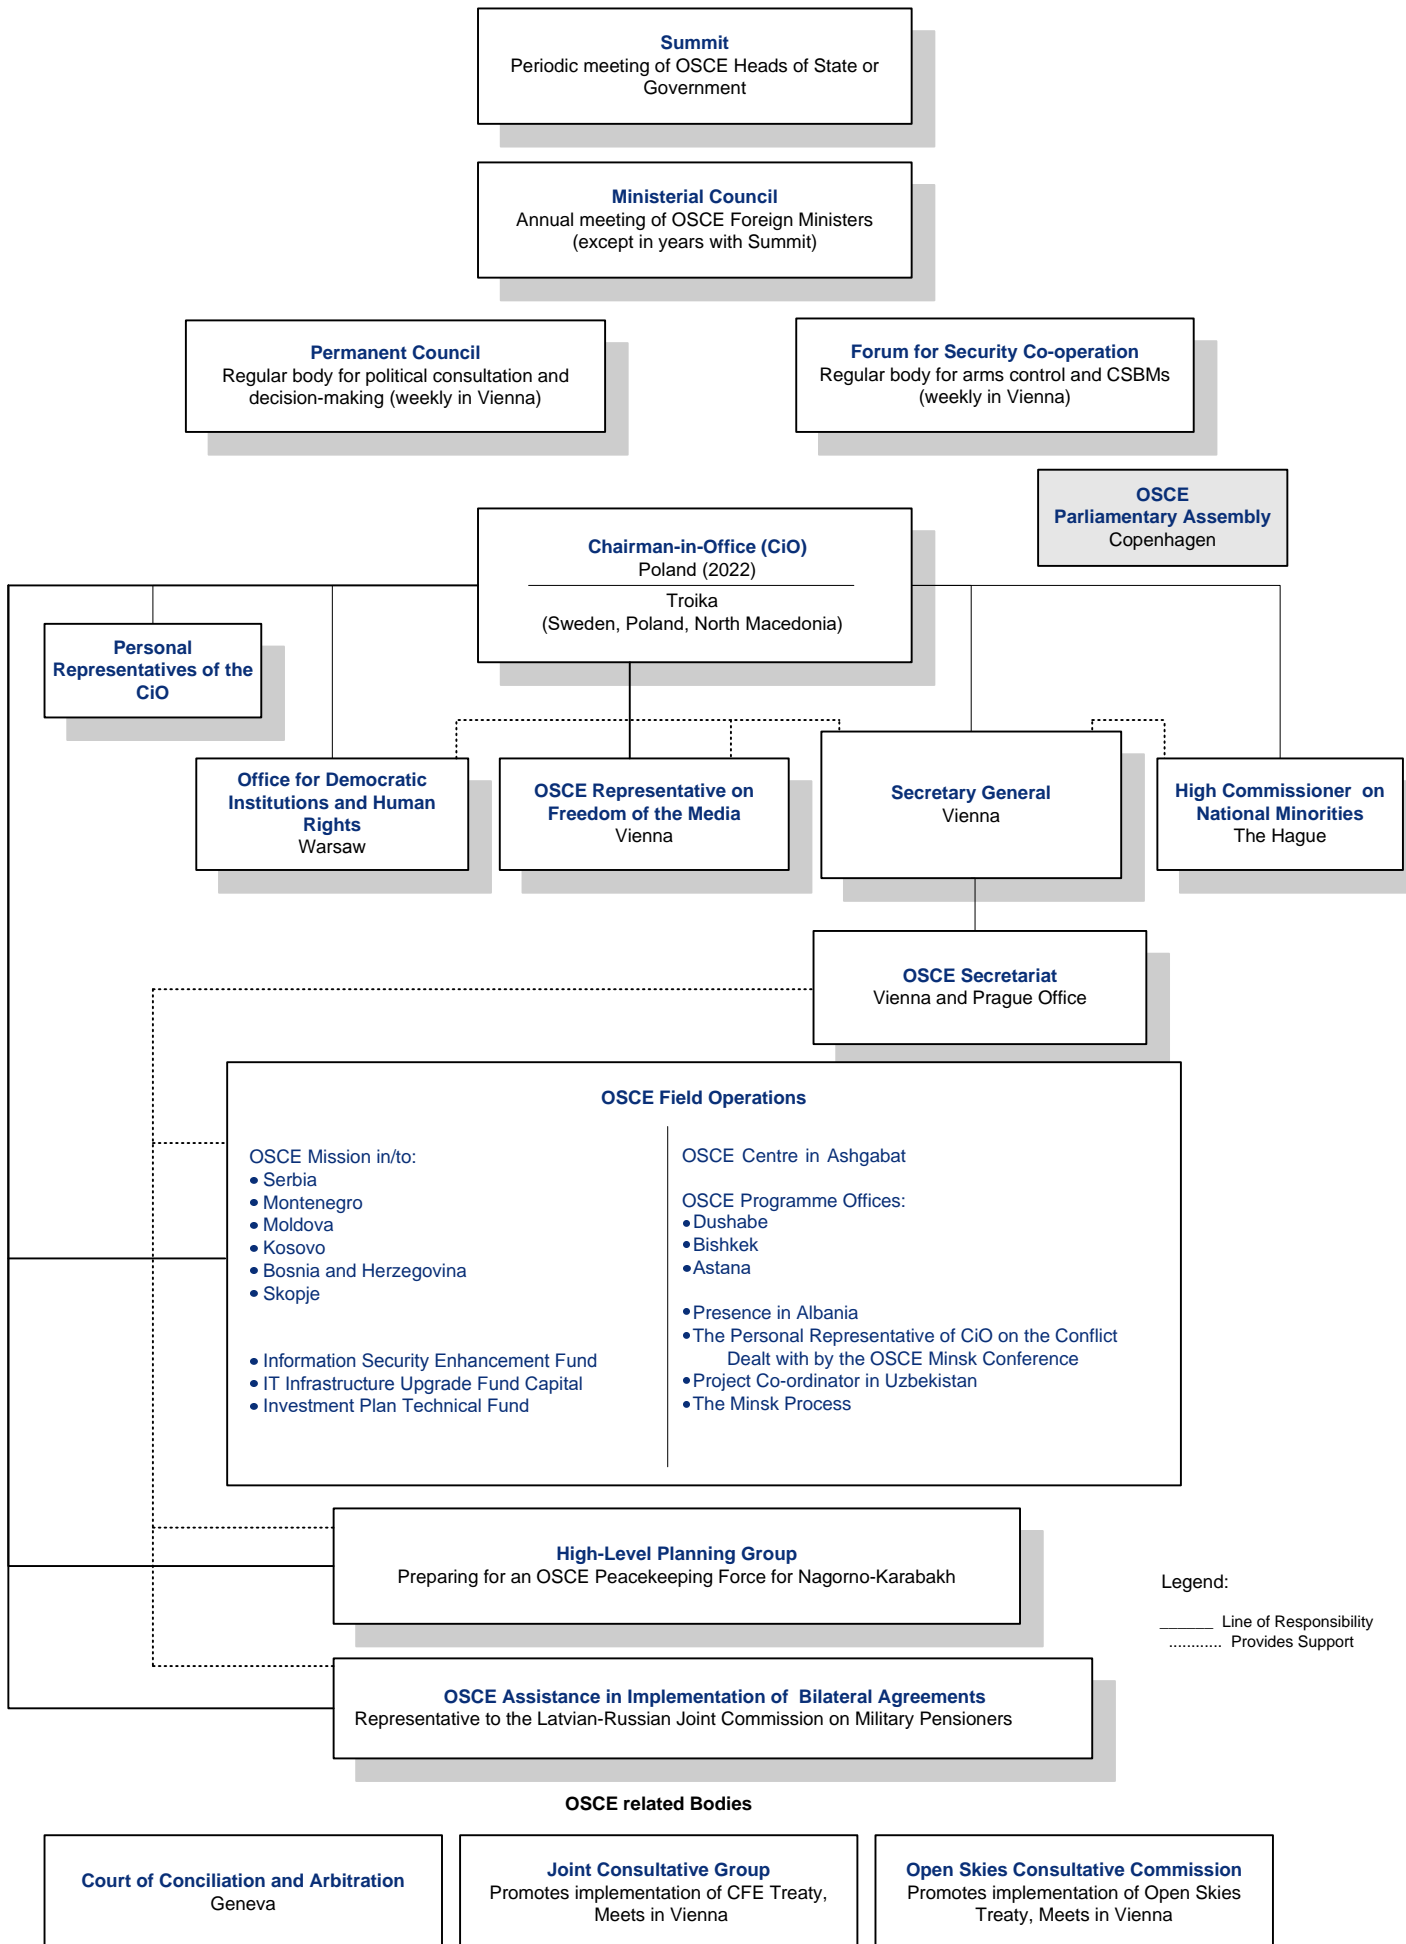 Summit
Periodic meeting of OSCE Heads of State or
Government
Ministerial Council
Annual meeting of OSCE Foreign Ministers
(except in years with Summit)
Permanent Council
Regular body for political consultation and
decision-making (weekly in Vienna)
Forum for Security Co-operation
Regular body for arms control and CSBMs
(weekly in Vienna)
OSCE
Parliamentary Assembly
Copenhagen
Chairman-in-Office (CiO)
Poland (2022)
Troika
(Sweden, Poland, North Macedonia)
Personal
Representatives of the
CiO
Office for Democratic
Institutions and Human
Rights
Warsaw
OSCE Representative on
Freedom of the Media
Vienna
Secretary General
Vienna
High Commissioner on
National Minorities
The Hague
OSCE Secretariat
Vienna and Prague Office
OSCE Field Operations
OSCE Mission in/to:
• Serbia
• Montenegro
• Moldova
• Kosovo
• Bosnia and Herzegovina
• Skopje
• Information Security Enhancement Fund
• IT Infrastructure Upgrade Fund Capital
• Investment Plan Technical Fund
OSCE Centre in Ashgabat
OSCE Programme Offices:
• Dushabe
• Bishkek
• Astana
• Presence in Albania
• The Personal Representative of CiO on the Conflict
Dealt with by the OSCE Minsk Conference
• Project Co-ordinator in Uzbekistan
• The Minsk Process
High-Level Planning Group
Preparing for an OSCE Peacekeeping Force for Nagorno-Karabakh
Legend:
______ Line of Responsibility
............ Provides Support
OSCE Assistance in Implementation of Bilateral Agreements
Representative to the Latvian-Russian Joint Commission on Military Pensioners
OSCE related Bodies
Court of Conciliation and Arbitration
Geneva
Joint Consultative Group
Promotes implementation of CFE Treaty,
Meets in Vienna
Open Skies Consultative Commission
Promotes implementation of Open Skies
Treaty, Meets in Vienna